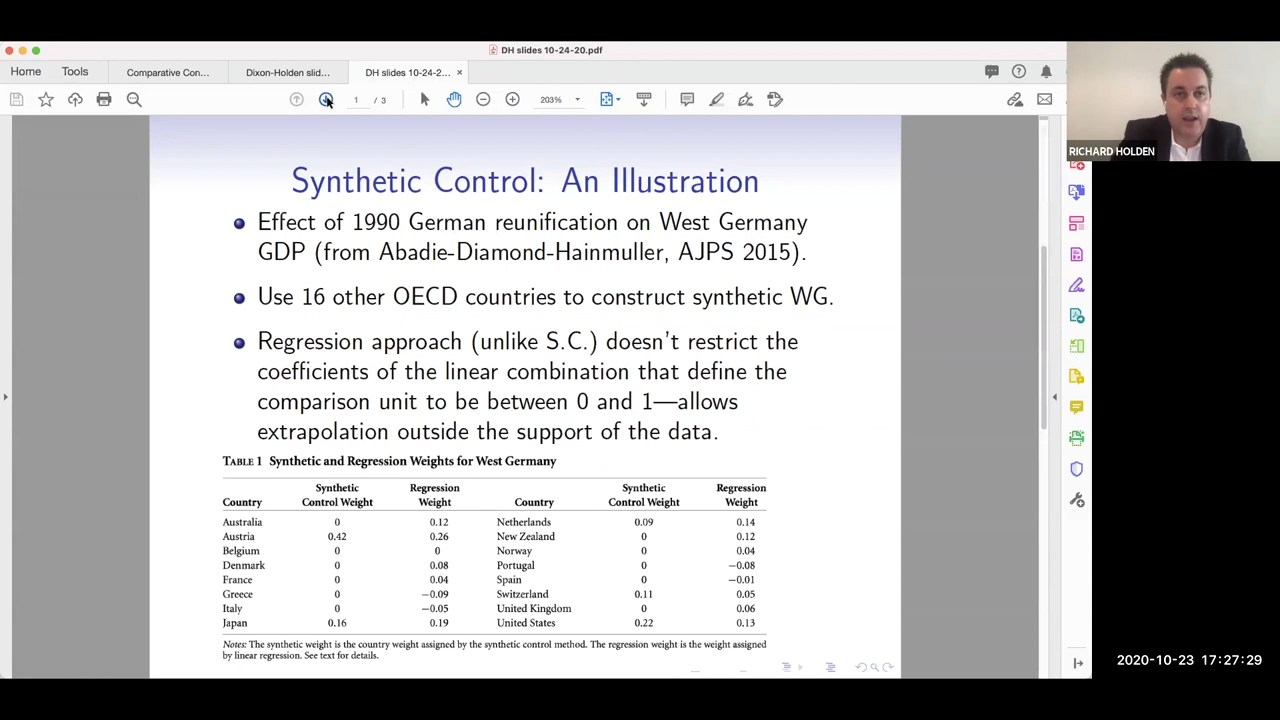 DH slides 10-24-20.pdf
Home Tools Comparative Con... Dixon-Holden slid... DH slides 10-24-2... ×
1 / 3 203%
RICHARD HOLDEN
Synthetic Control: An Illustration
Effect of 1990 German reunification on West Germany
GDP (from Abadie-Diamond-Hainmuller, AJPS 2015).
Use 16 other OECD countries to construct synthetic WG.
Regression approach (unlike S.C.) doesn't restrict the
coefficients of the linear combination that define the
comparison unit to be between 0 and 1—allows
extrapolation outside the support of the data.
TABLE 1 Synthetic and Regression Weights for West Germany
Synthetic Regression Synthetic Regression
Country Control Weight Weight Country Control Weight Weight
Australia 0 0.12 Netherlands 0.09 0.14
Austria 0.42 0.26 New Zealand 0 0.12
Belgium 0 0 Norway 0 0.04
Denmark 0 0.08 Portugal 0 −0.08
France 0 0.04 Spain 0 −0.01
Greece 0 −0.09 Switzerland 0.11 0.05
Italy 0 −0.05 United Kingdom 0 0.06
Japan 0.16 0.19 United States 0.22 0.13
Notes: The synthetic weight is the country weight assigned by the synthetic control method. The regression weight is the weight assigned
by linear regression. See text for details.
2020-10-23 17:27:29